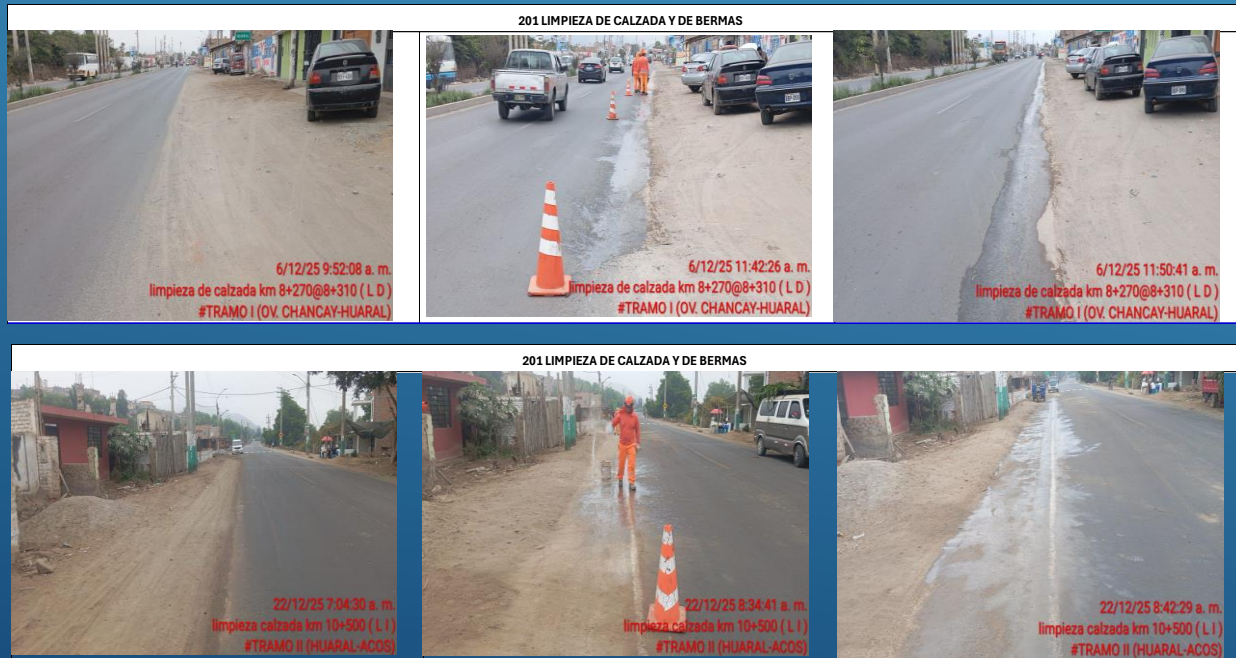 201 LIMPIEZA DE CALZADA Y DE BERMAS
6/12/25 9:52:08 a. m.
limpieza de calzada km 8+270@8+310 ( L D )
#TRAMO I (OV. CHANCAY-HUARAL)
6/12/25 11:42:26 a. m.
limpieza de calzada km 8+270@8+310 ( L D )
#TRAMO I (OV. CHANCAY-HUARAL)
6/12/25 11:50:41 a. m.
limpieza de calzada km 8+270@8+310 ( L D )
#TRAMO I (OV. CHANCAY-HUARAL)
201 LIMPIEZA DE CALZADA Y DE BERMAS
22/12/25 7:04:30 a. m.
limpieza calzada km 10+500 ( L I )
#TRAMO II (HUARAL-ACOS)
22/12/25 8:34:41 a. m.
limpieza calzada km 10+500 ( L I )
#TRAMO II (HUARAL-ACOS)
22/12/25 8:42:29 a. m.
limpieza calzada km 10+500 ( L I )
#TRAMO II (HUARAL-ACOS)